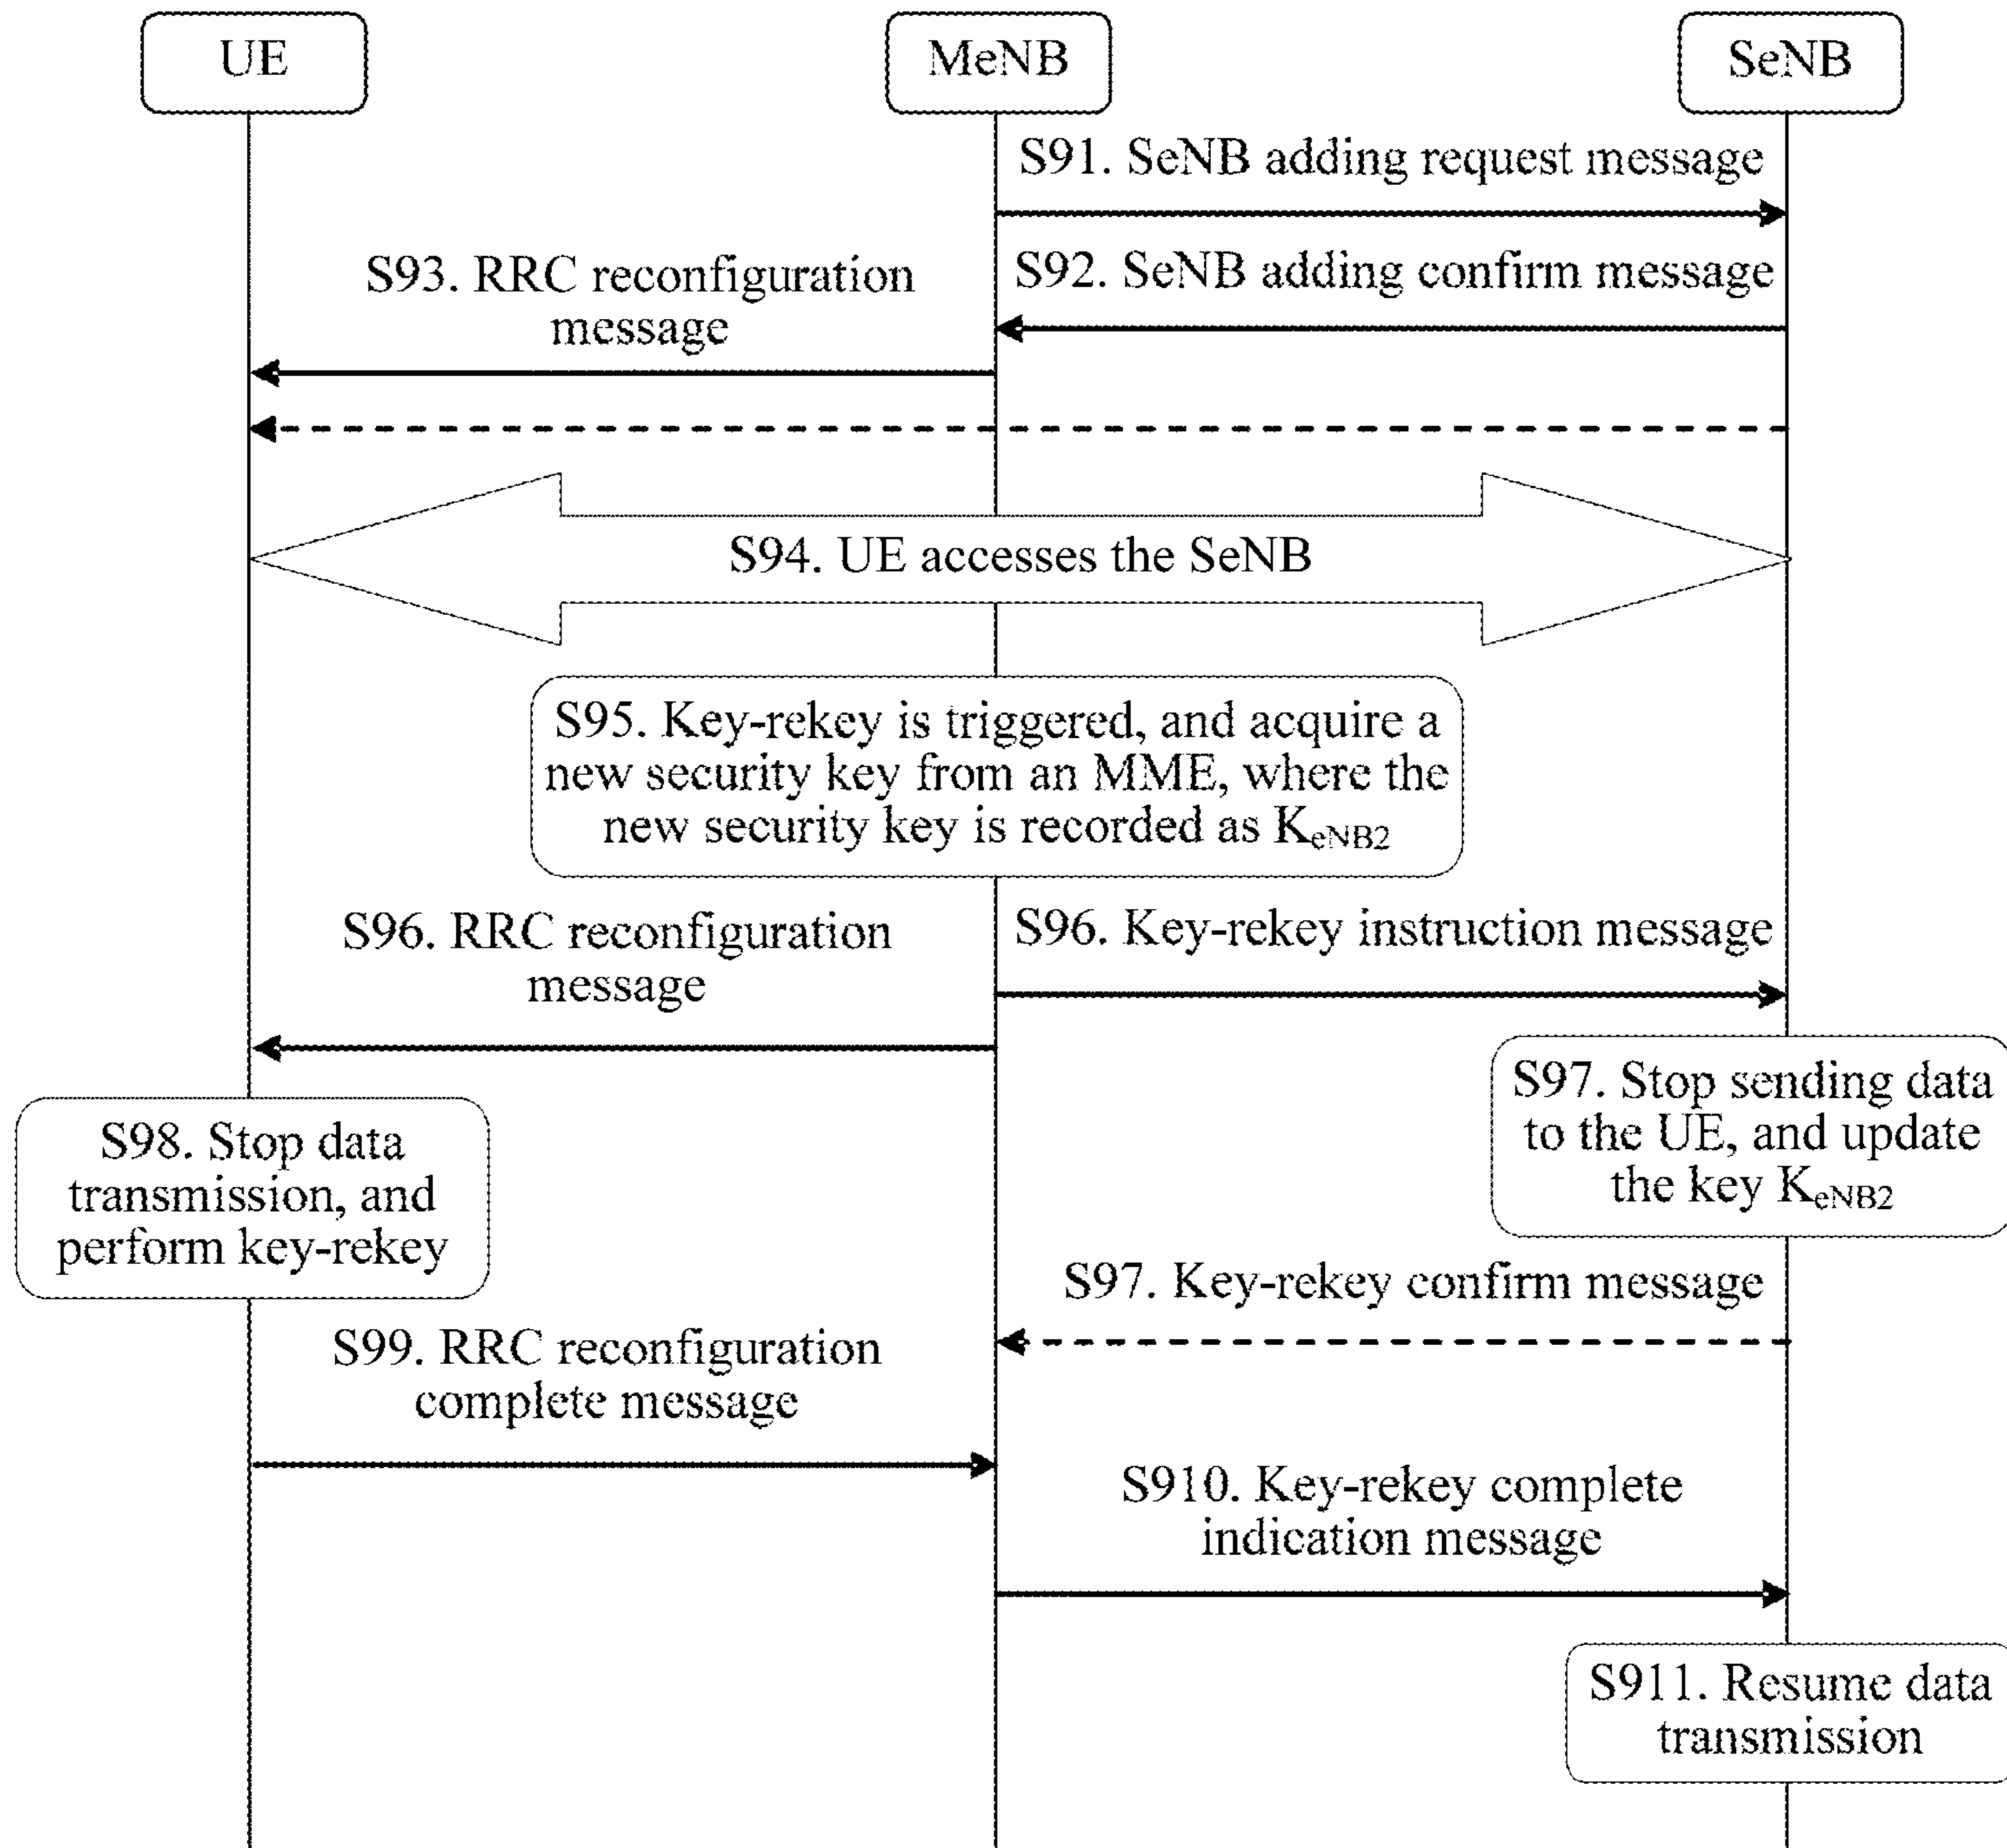 UE
MeNB
SeNB
S91. SeNB adding request message
S92. SeNB adding confirm message
S93. RRC reconfiguration
message
S94. UE accesses the SeNB
S95. Key-rekey is triggered, and acquire a
new security key from an MME, where the
new security key is recorded as KeNB2
S96. RRC reconfiguration
message
S96. Key-rekey instruction message
S97. Stop sending data
to the UE, and update
the key KeNB2
S98. Stop data
transmission, and
perform key-rekey
S97. Key-rekey confirm message
S99. RRC reconfiguration
complete message
S910. Key-rekey complete
indication message
S911. Resume data
transmission